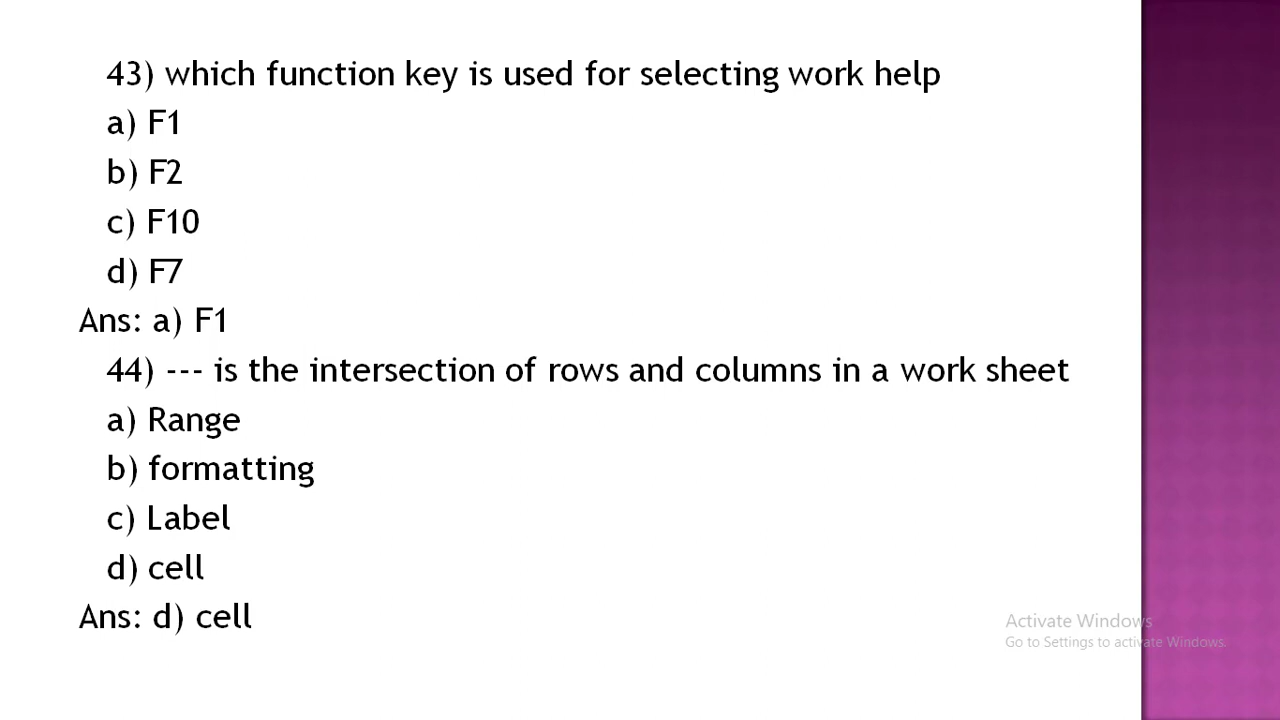 43) which function key is used for selecting work help
a) F1
b) F2
c) F10
d) F7
Ans: a) F1
44) --- is the intersection of rows and columns in a work sheet
a) Range
b) formatting
c) Label
d) cell
Ans: d) cell
Activate Windows
Go to Settings to activate Windows.